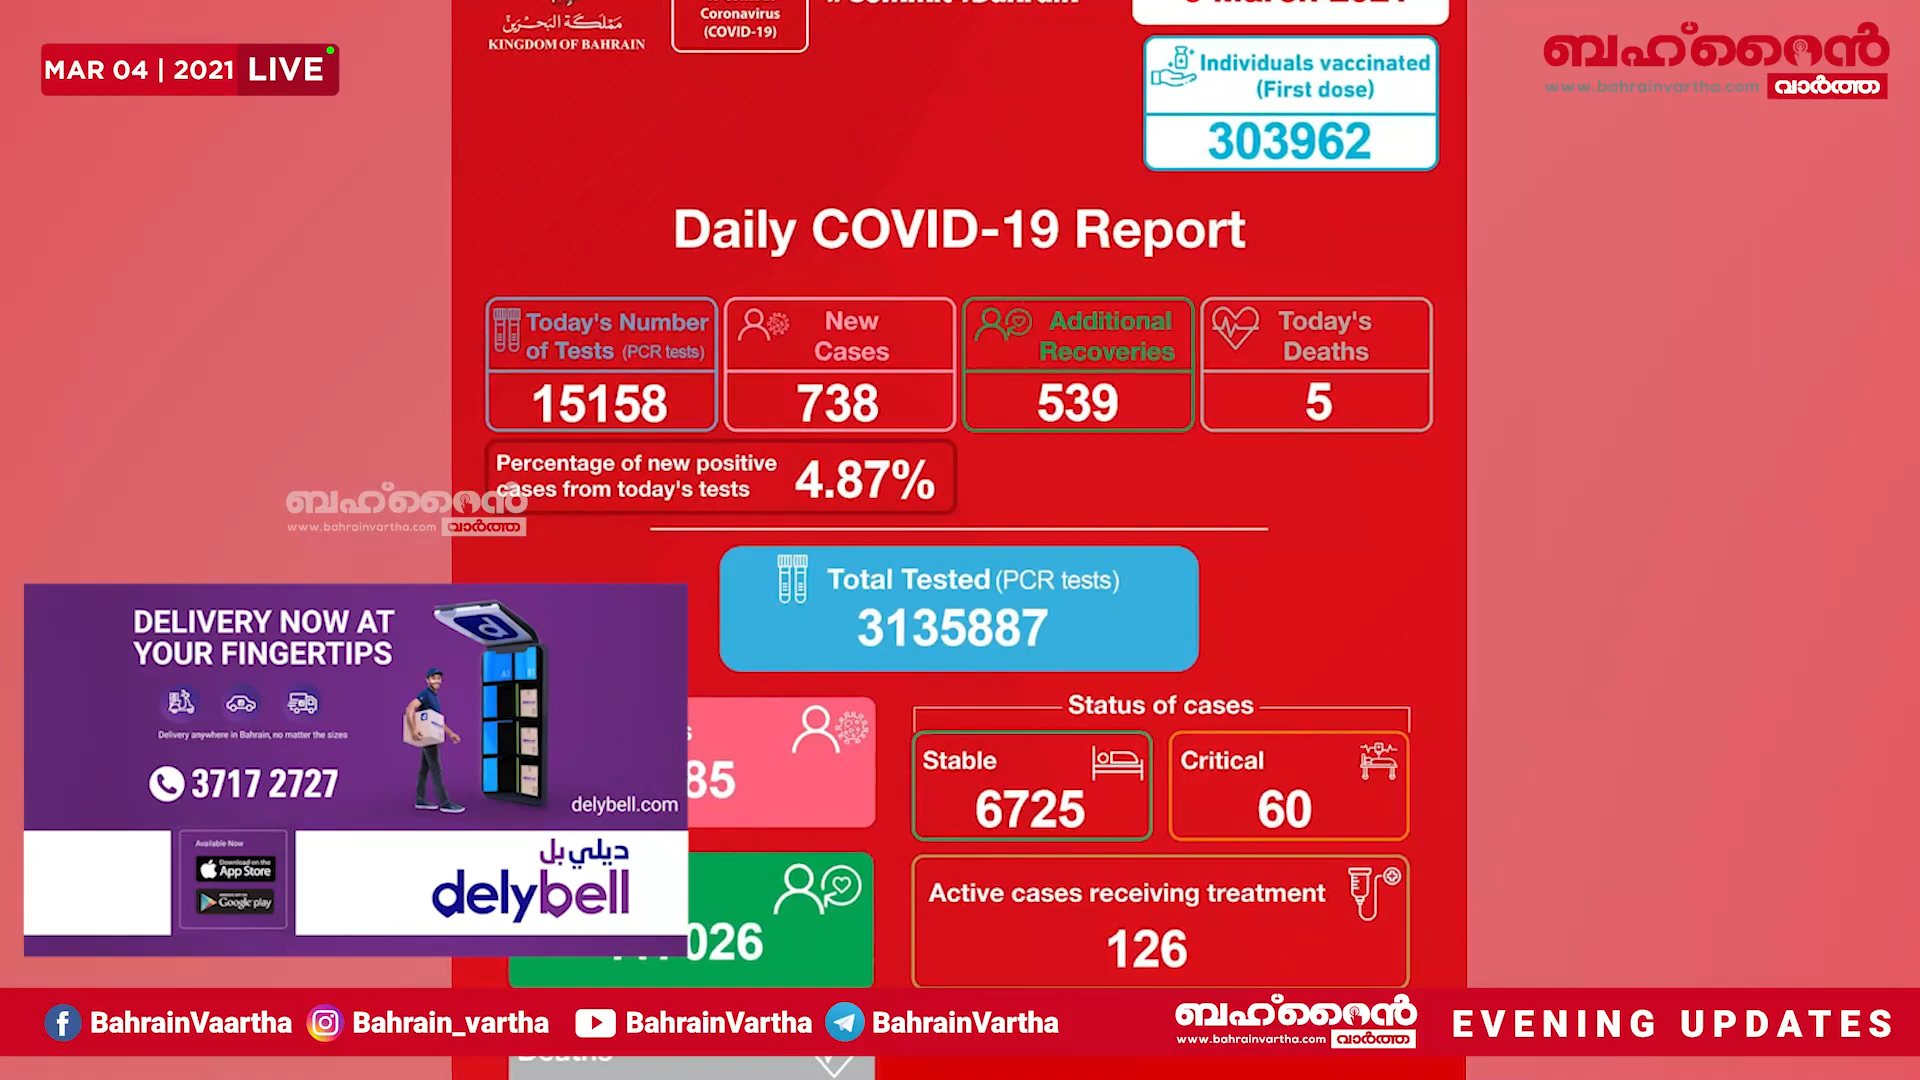 MAR 04 | 2021 LIVE
مملكة البحرين
KINGDOM OF BAHRAIN
Coronavirus
(COVID-19)
Individuals vaccinated
(First dose)
303962
ബഹ്റൈൻ
www.bahrainvartha.com വാർത്ത
Daily COVID-19 Report
Today's Number
of Tests (PCR tests)
15158
New
Cases
738
Additional
Recoveries
539
Today's
Deaths
5
Percentage of new positive
cases from today's tests
4.87%
ബഹ്റൈൻ
www.bahrainvartha.com വാർത്ത
Total Tested (PCR tests)
3135887
DELIVERY NOW AT
YOUR FINGERTIPS
Delivery anywhere in Bahrain, no matter the sizes
3717 2727
delybell.com
Available Now
Download on the
App Store
Google play
ديلي بل
delybell
Status of cases
Stable
6725
Critical
60
Active cases receiving treatment
126
BahrainVaartha
Bahrain_vartha
BahrainVartha
BahrainVartha
ബഹ്റൈൻ
www.bahrainvartha.com വാർത്ത
EVENING UPDATES